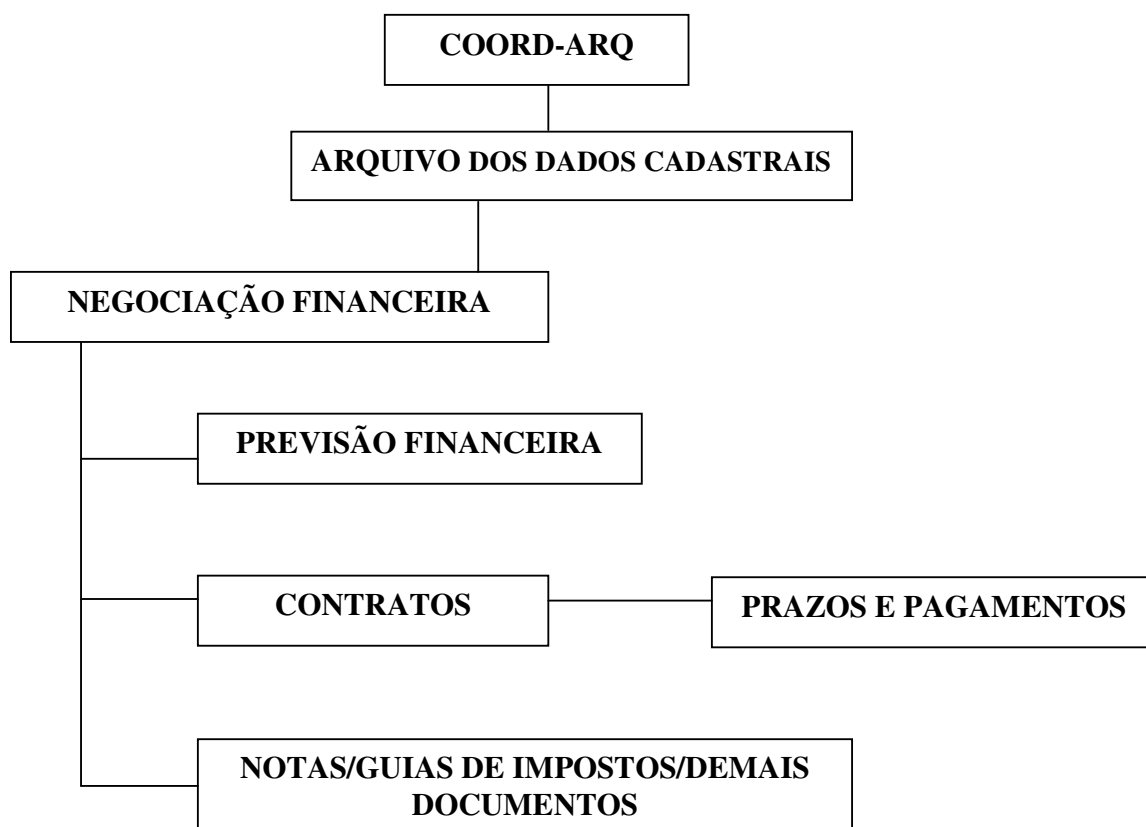 COORD-ARQ
ARQUIVO DOS DADOS CADASTRAIS
NEGOCIAÇÃO FINANCEIRA
PREVISÃO FINANCEIRA
CONTRATOS
PRAZOS E PAGAMENTOS
NOTAS/GUIAS DE IMPOSTOS/DEMAIS
DOCUMENTOS